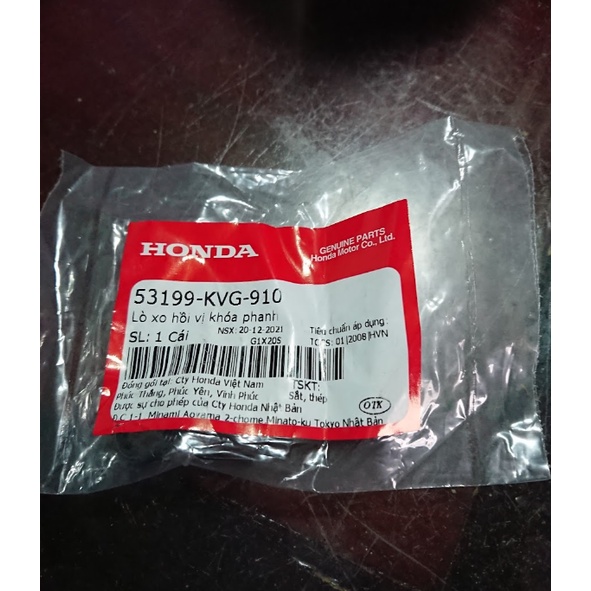 HONDA
GENUINE PARTS
Honda Motor Co., Ltd.
53199-KVG-910
Lò xo hồi vị khóa phanh
NSX: 20-12-2021
Tiêu chuẩn áp dụng:
SL: 1 Cái
G1X20S
TCCS: 01|2008|HVN
Đóng gói tại: Cty Honda Việt Nam
TSKT:
Phúc Thắng, Phúc Yên, Vĩnh Phúc
Sắt, thép
Được sự cho phép của Cty Honda Nhật Bản
Đ.C 1-1, Minami Aoyama 2-chome Minato-ku Tokyo Nhật Bản